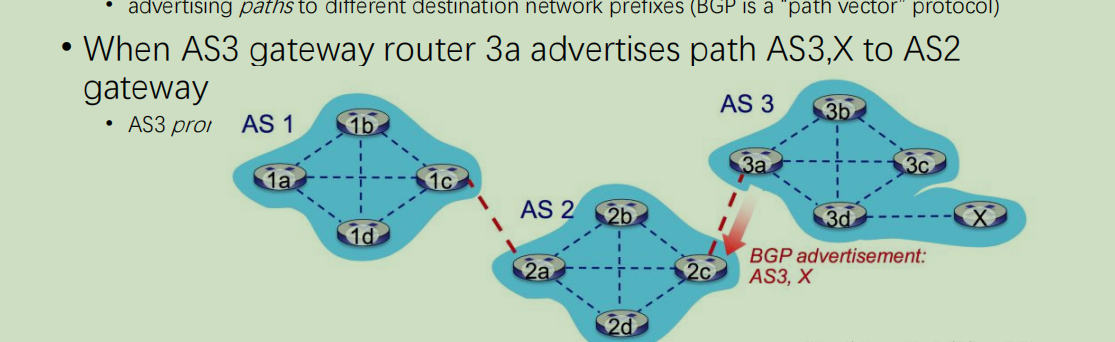 • advertising paths to different destination network prefixes (BGP is a "path vector" protocol)
• When AS3 gateway router 3a advertises path AS3,X to AS2
gateway
• AS3
AS 1
1b
1a
1c
1d
AS 2
2b
2a
2c
2d
AS 3
3b
3a
3c
3d
X
BGP advertisement:
AS3, X